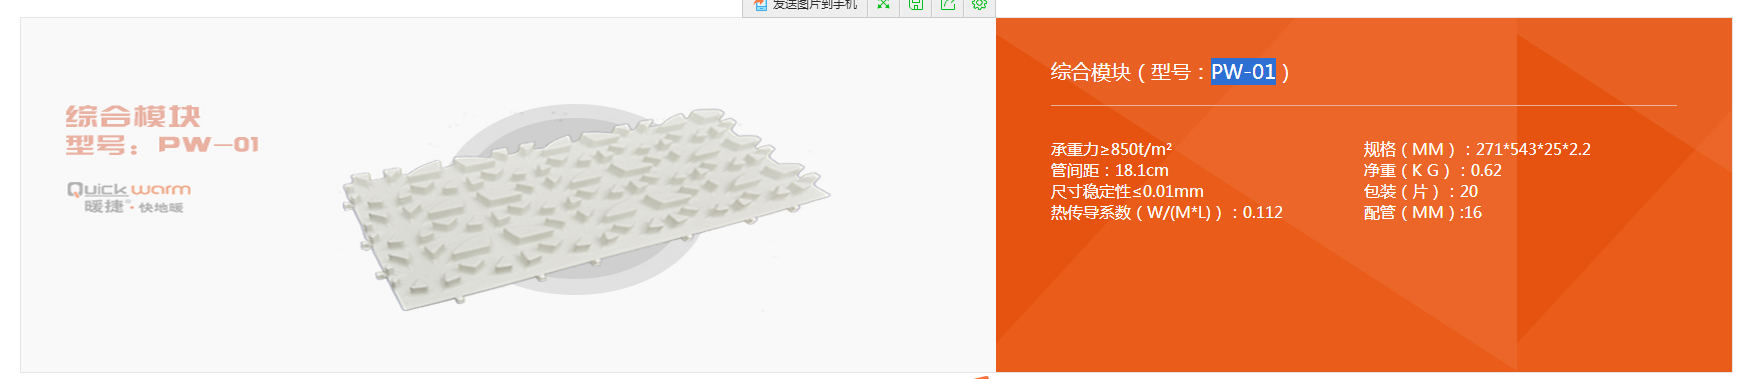 发送图片到手机
综合模块
型号：PW-01
Quick warm
暖捷®·快地暖
综合模块（型号：PW-01）
承重力≥850t/m²
管间距：18.1cm
尺寸稳定性≤0.01mm
热传导系数（W/(M*L)）：0.112
规格（MM）：271*543*25*2.2
净重（K G）：0.62
包装（片）：20
配管（MM）:16